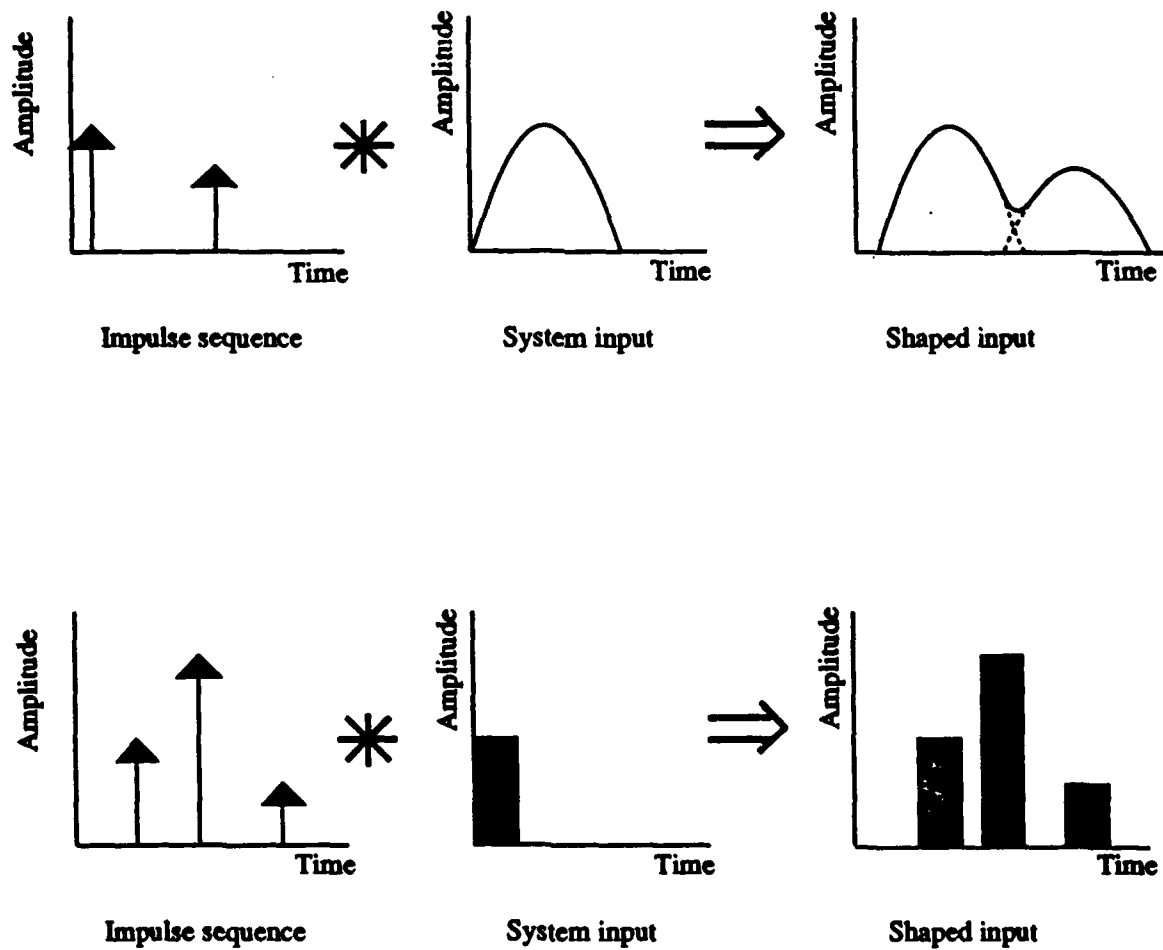 Amplitude
Time
Impulse sequence
Amplitude
Time
System input
Amplitude
Time
Shaped input
Amplitude
Time
Impulse sequence
Amplitude
Time
System input
Amplitude
Time
Shaped input